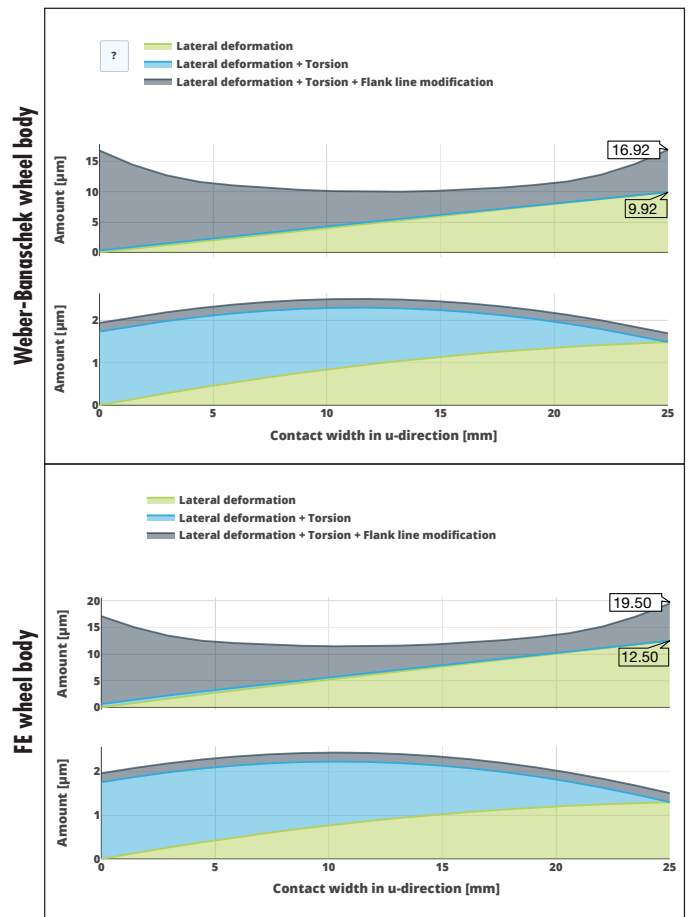 Weber-Banaschek wheel body
?
Lateral deformation
Lateral deformation + Torsion
Lateral deformation + Torsion + Flank line modification
Amount [µm]
15
10
5
0
16.92
9.92
Amount [µm]
2
1
0
0 5 10 15 20 25
Contact width in u-direction [mm]
FE wheel body
Lateral deformation
Lateral deformation + Torsion
Lateral deformation + Torsion + Flank line modification
Amount [µm]
20
15
10
5
0
19.50
12.50
Amount [µm]
2
1
0
0 5 10 15 20 25
Contact width in u-direction [mm]